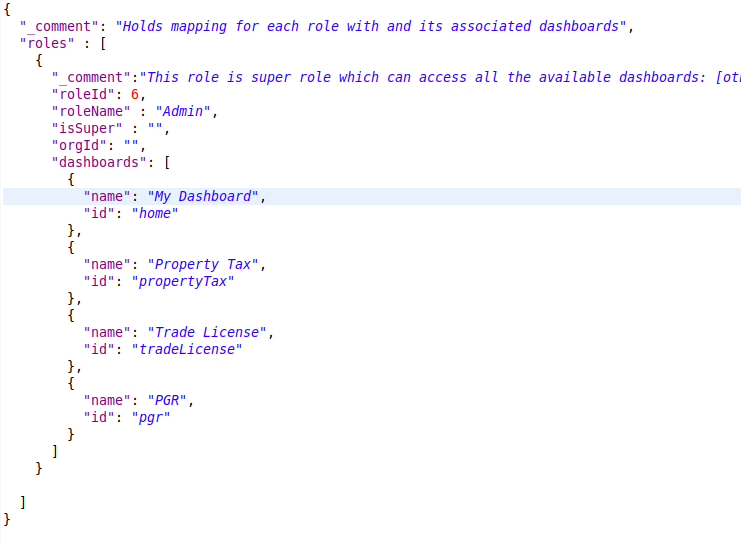 {
  "_comment": "Holds mapping for each role with and its associated dashboards",
  "roles" : [
    {
      "_comment":"This role is super role which can access all the available dashboards: [
      "roleId": 6,
      "roleName" : "Admin",
      "isSuper" : "",
      "orgId": "",
      "dashboards": [
        {
          "name": "My Dashboard",
          "id": "home"
        },
        {
          "name": "Property Tax",
          "id": "propertyTax"
        },
        {
          "name": "Trade License",
          "id": "tradeLicense"
        },
        {
          "name": "PGR",
          "id": "pgr"
        }
      ]
    }
  ]
}